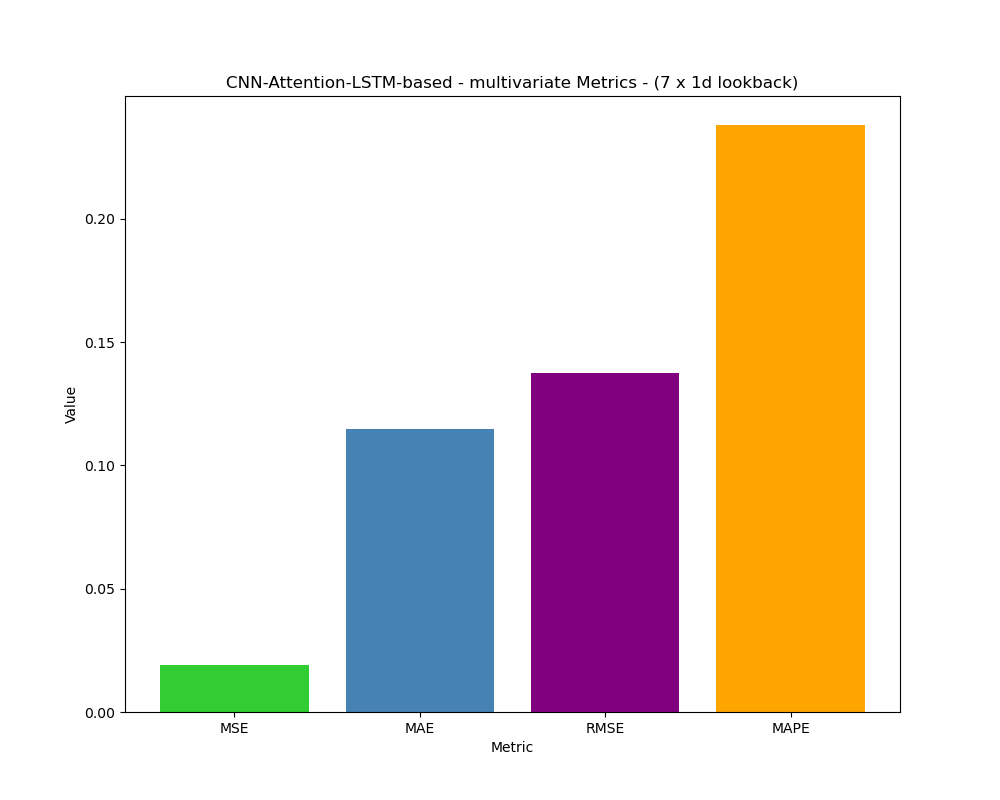 CNN-Attention-LSTM-based - multivariate Metrics - (7 x 1d lookback)
0.20
0.15
0.10
0.05
0.00
Value
MSE MAE RMSE MAPE
Metric